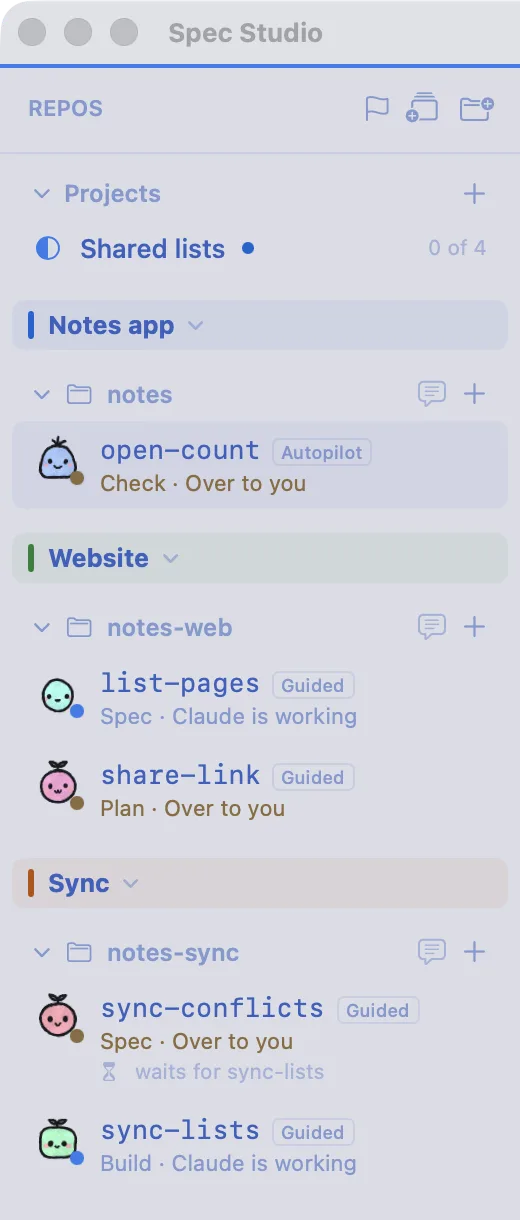 Spec Studio
REPOS
Projects
Shared lists 0 of 4
Notes app
notes
open-count Autopilot
Check · Over to you
Website
notes-web
list-pages Guided
Spec · Claude is working
share-link Guided
Plan · Over to you
Sync
notes-sync
sync-conflicts Guided
Spec · Over to you
waits for sync-lists
sync-lists Guided
Build · Claude is working